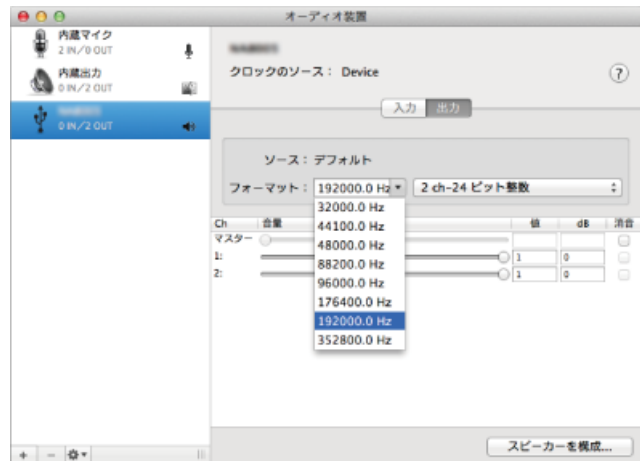 オーディオ装置
内蔵マイク
2 IN/0 OUT
内蔵出力
0 IN/2 OUT
0 IN/2 OUT
クロックのソース： Device
?
入力 出力
ソース： デフォルト
フォーマット： 192000.0 Hz 2 ch-24 ビット整数
32000.0 Hz
44100.0 Hz
48000.0 Hz
88200.0 Hz
96000.0 Hz
176400.0 Hz
192000.0 Hz
352800.0 Hz
Ch 音量 値 dB 消音
マスター
1: 1 0
2: 1 0
スピーカーを構成...